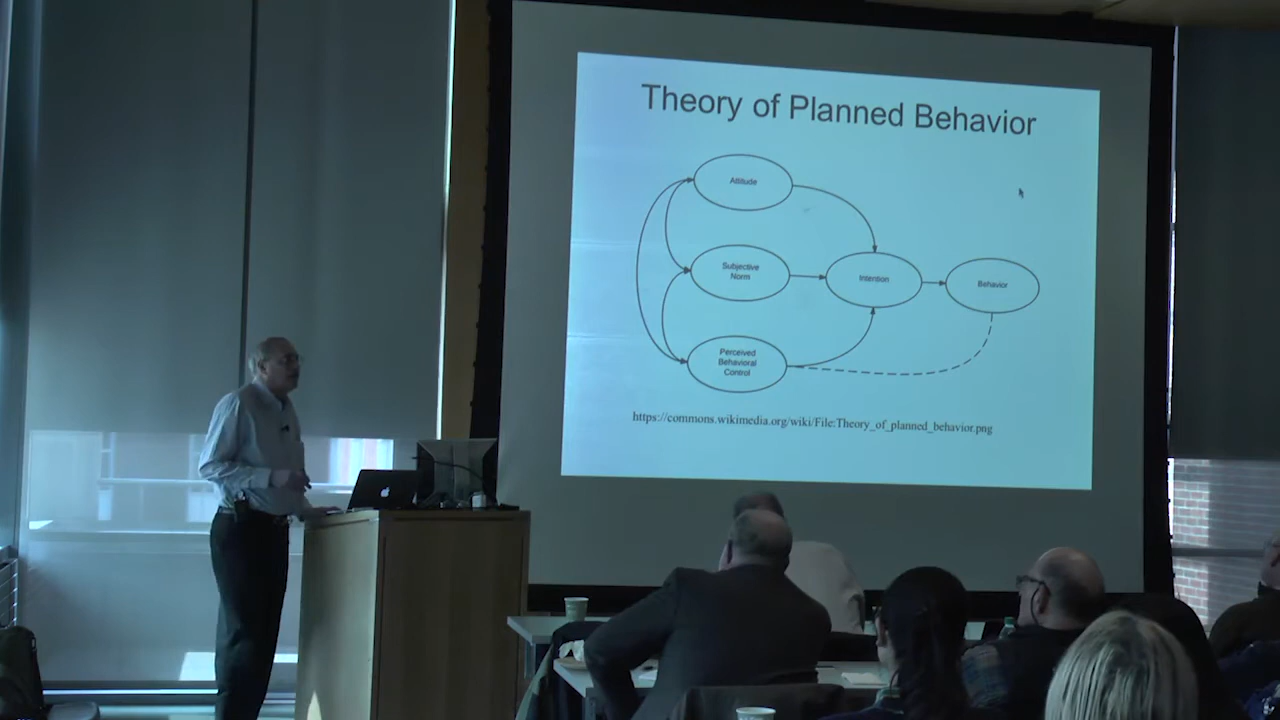 Theory of Planned Behavior
Attitude
Subjective
Norm
Intention
Behavior
Perceived
Behavioral
Control
https://commons.wikimedia.org/wiki/File:Theory_of_planned_behavior.png